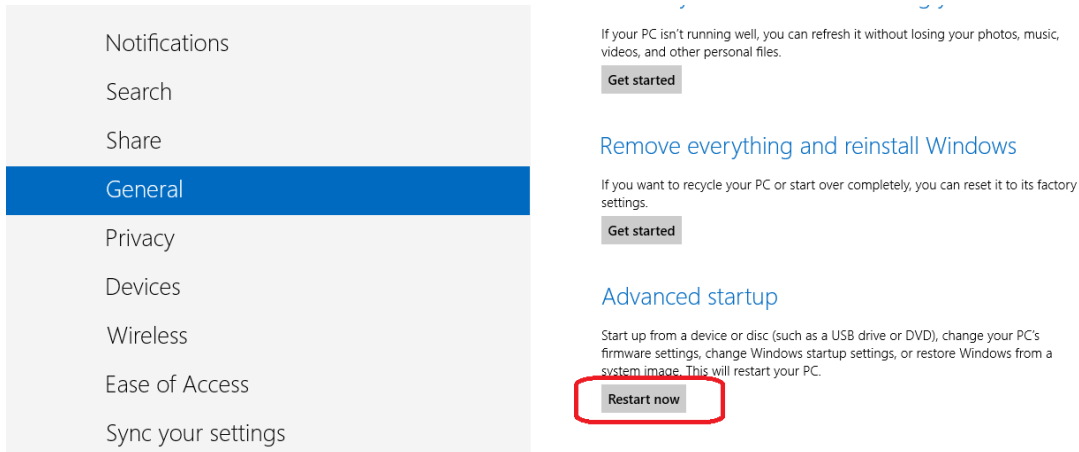 Notifications
Search
Share
General
Privacy
Devices
Wireless
Ease of Access
Sync your settings
If your PC isn't running well, you can refresh it without losing your photos, music,
videos, and other personal files.
Get started
Remove everything and reinstall Windows
If you want to recycle your PC or start over completely, you can reset it to its factory
settings.
Get started
Advanced startup
Start up from a device or disc (such as a USB drive or DVD), change your PC's
firmware settings, change Windows startup settings, or restore Windows from a
system image. This will restart your PC.
Restart now